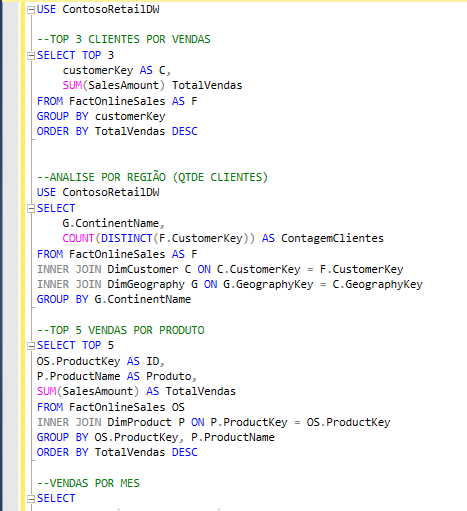 USE ContosoRetailDW
--TOP 3 CLIENTES POR VENDAS
SELECT TOP 3
customerKey AS C,
SUM(SalesAmount) TotalVendas
FROM FactOnlineSales AS F
GROUP BY customerKey
ORDER BY TotalVendas DESC
--ANALISE POR REGIÃO (QTDE CLIENTES)
USE ContosoRetailDW
SELECT
G.ContinentName,
COUNT(DISTINCT(F.CustomerKey)) AS ContagemClientes
FROM FactOnlineSales AS F
INNER JOIN DimCustomer C ON C.CustomerKey = F.CustomerKey
INNER JOIN DimGeography G ON G.GeographyKey = C.GeographyKey
GROUP BY G.ContinentName
--TOP 5 VENDAS POR PRODUTO
SELECT TOP 5
OS.ProductKey AS ID,
P.ProductName AS Produto,
SUM(SalesAmount) AS TotalVendas
FROM FactOnlineSales OS
INNER JOIN DimProduct P ON P.ProductKey = OS.ProductKey
GROUP BY OS.ProductKey, P.ProductName
ORDER BY TotalVendas DESC
--VENDAS POR MES
SELECT